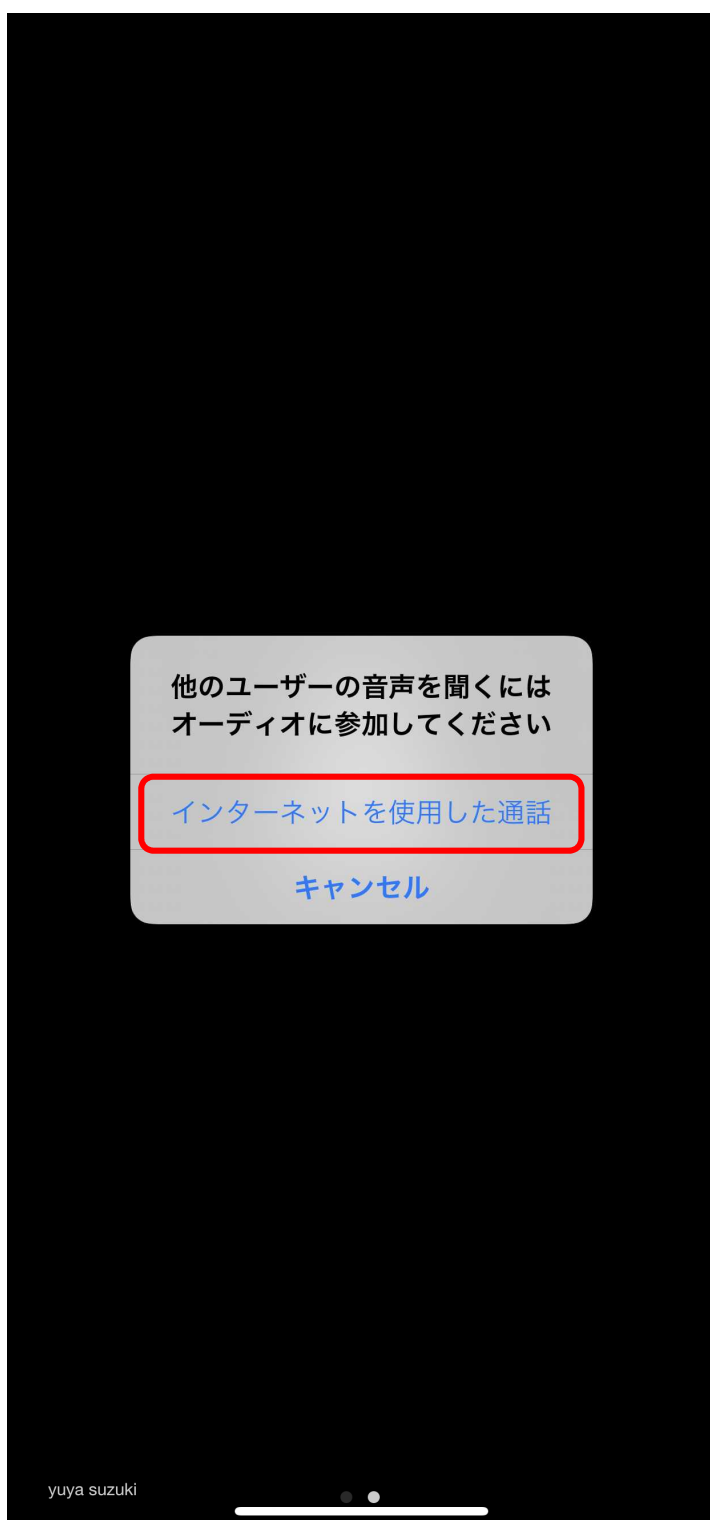 他のユーザーの音声を聞くには
オーディオに参加してください
インターネットを使用した通話
キャンセル
yuya suzuki